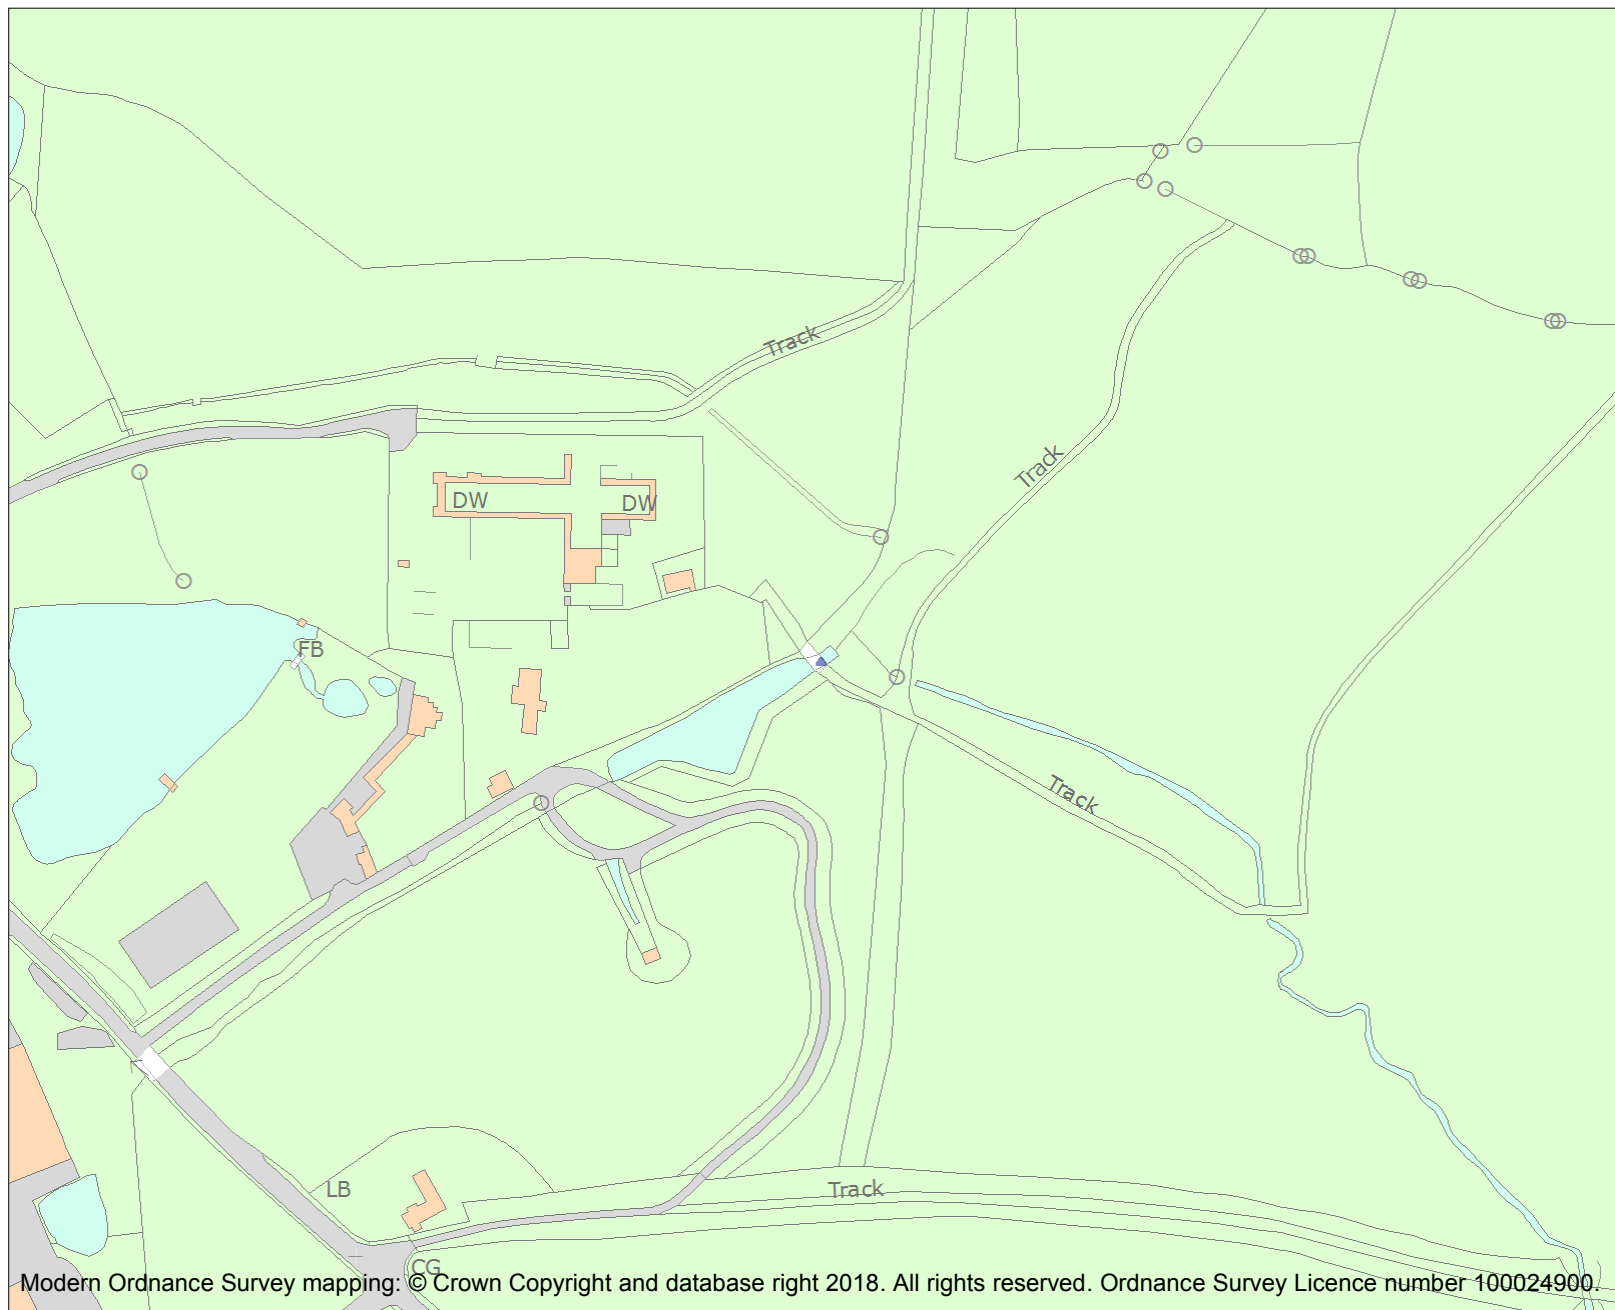 Track
Track
DW
DW
FB
Track
LB
Track
CG
Modern Ordnance Survey mapping: © Crown Copyright and database right 2018. All rights reserved. Ordnance Survey Licence number 100024900.